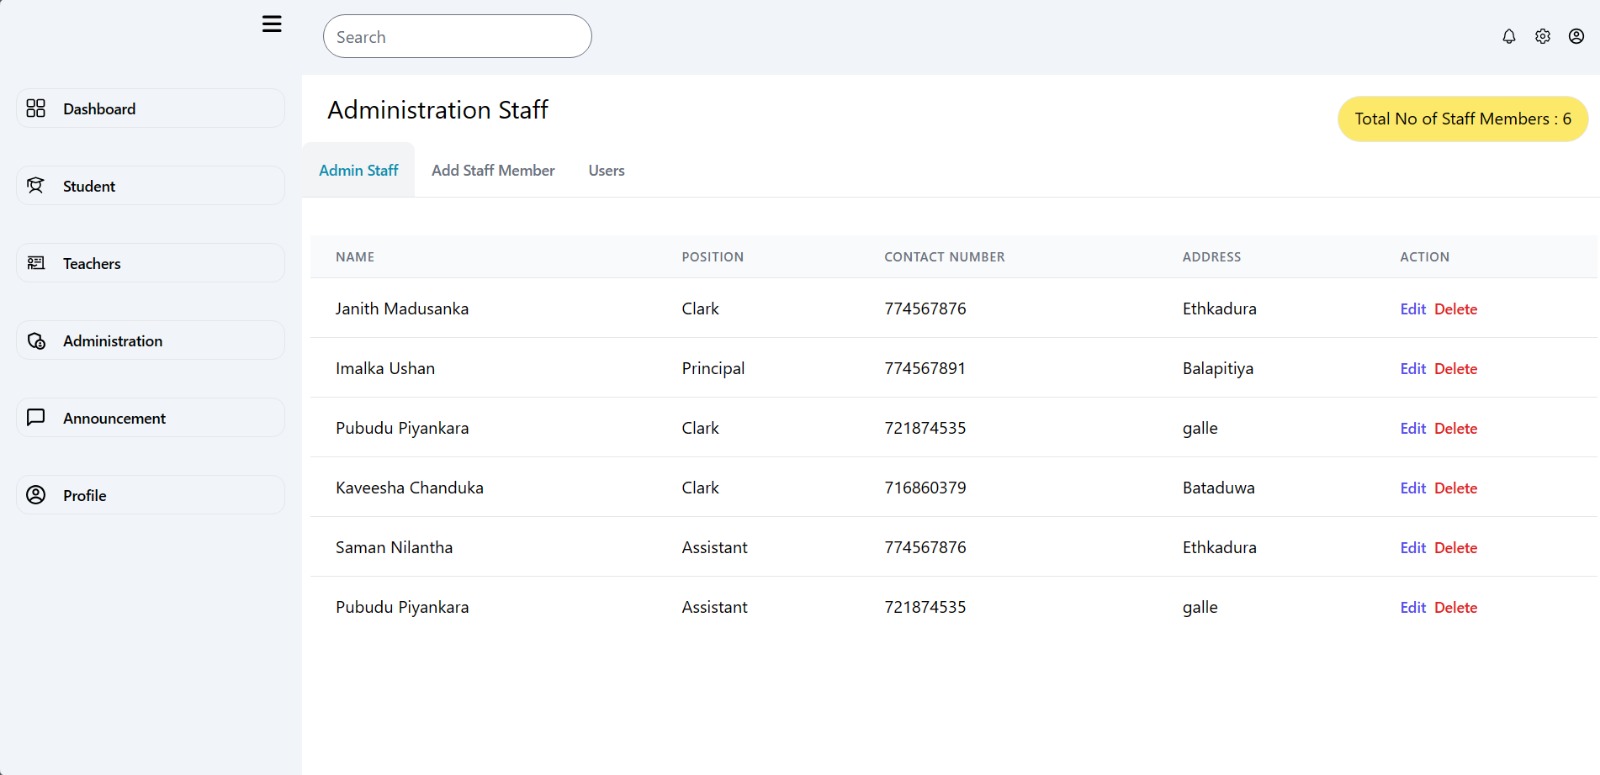 Search
Dashboard
Student
Teachers
Administration
Announcement
Profile
Administration Staff
Total No of Staff Members : 6
Admin Staff Add Staff Member Users
NAME POSITION CONTACT NUMBER ADDRESS ACTION
Janith Madusanka Clark 774567876 Ethkadura Edit Delete
Imalka Ushan Principal 774567891 Balapitiya Edit Delete
Pubudu Piyankara Clark 721874535 galle Edit Delete
Kaveesha Chanduka Clark 716860379 Bataduwa Edit Delete
Saman Nilantha Assistant 774567876 Ethkadura Edit Delete
Pubudu Piyankara Assistant 721874535 galle Edit Delete